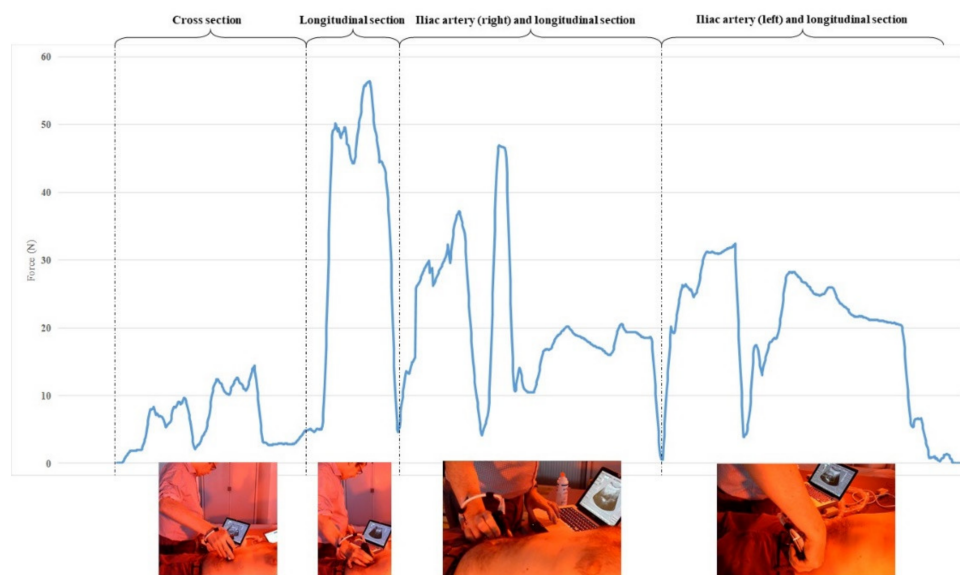 Cross section
Longitudinal section
Iliac artery (right) and longitudinal section
Iliac artery (left) and longitudinal section
60
50
40
30
20
10
0
Force (N)